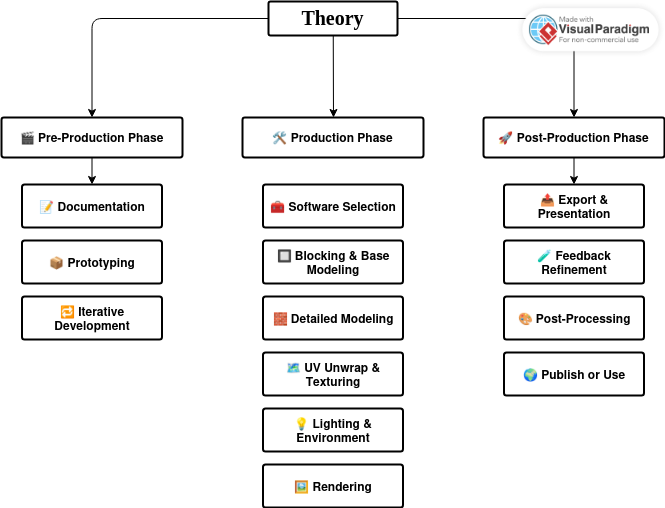 Theory
Made with
VisualParadigm
For non-commercial use
🎬 Pre-Production Phase
🛠️ Production Phase
🚀 Post-Production Phase
📝 Documentation
📦 Prototyping
🔁 Iterative
Development
🧰 Software Selection
🔲 Blocking & Base
Modeling
🧱 Detailed Modeling
🗺️ UV Unwrap &
Texturing
💡 Lighting &
Environment
🖼️ Rendering
📤 Export &
Presentation
🧪 Feedback
Refinement
🎨 Post-Processing
🌍 Publish or Use